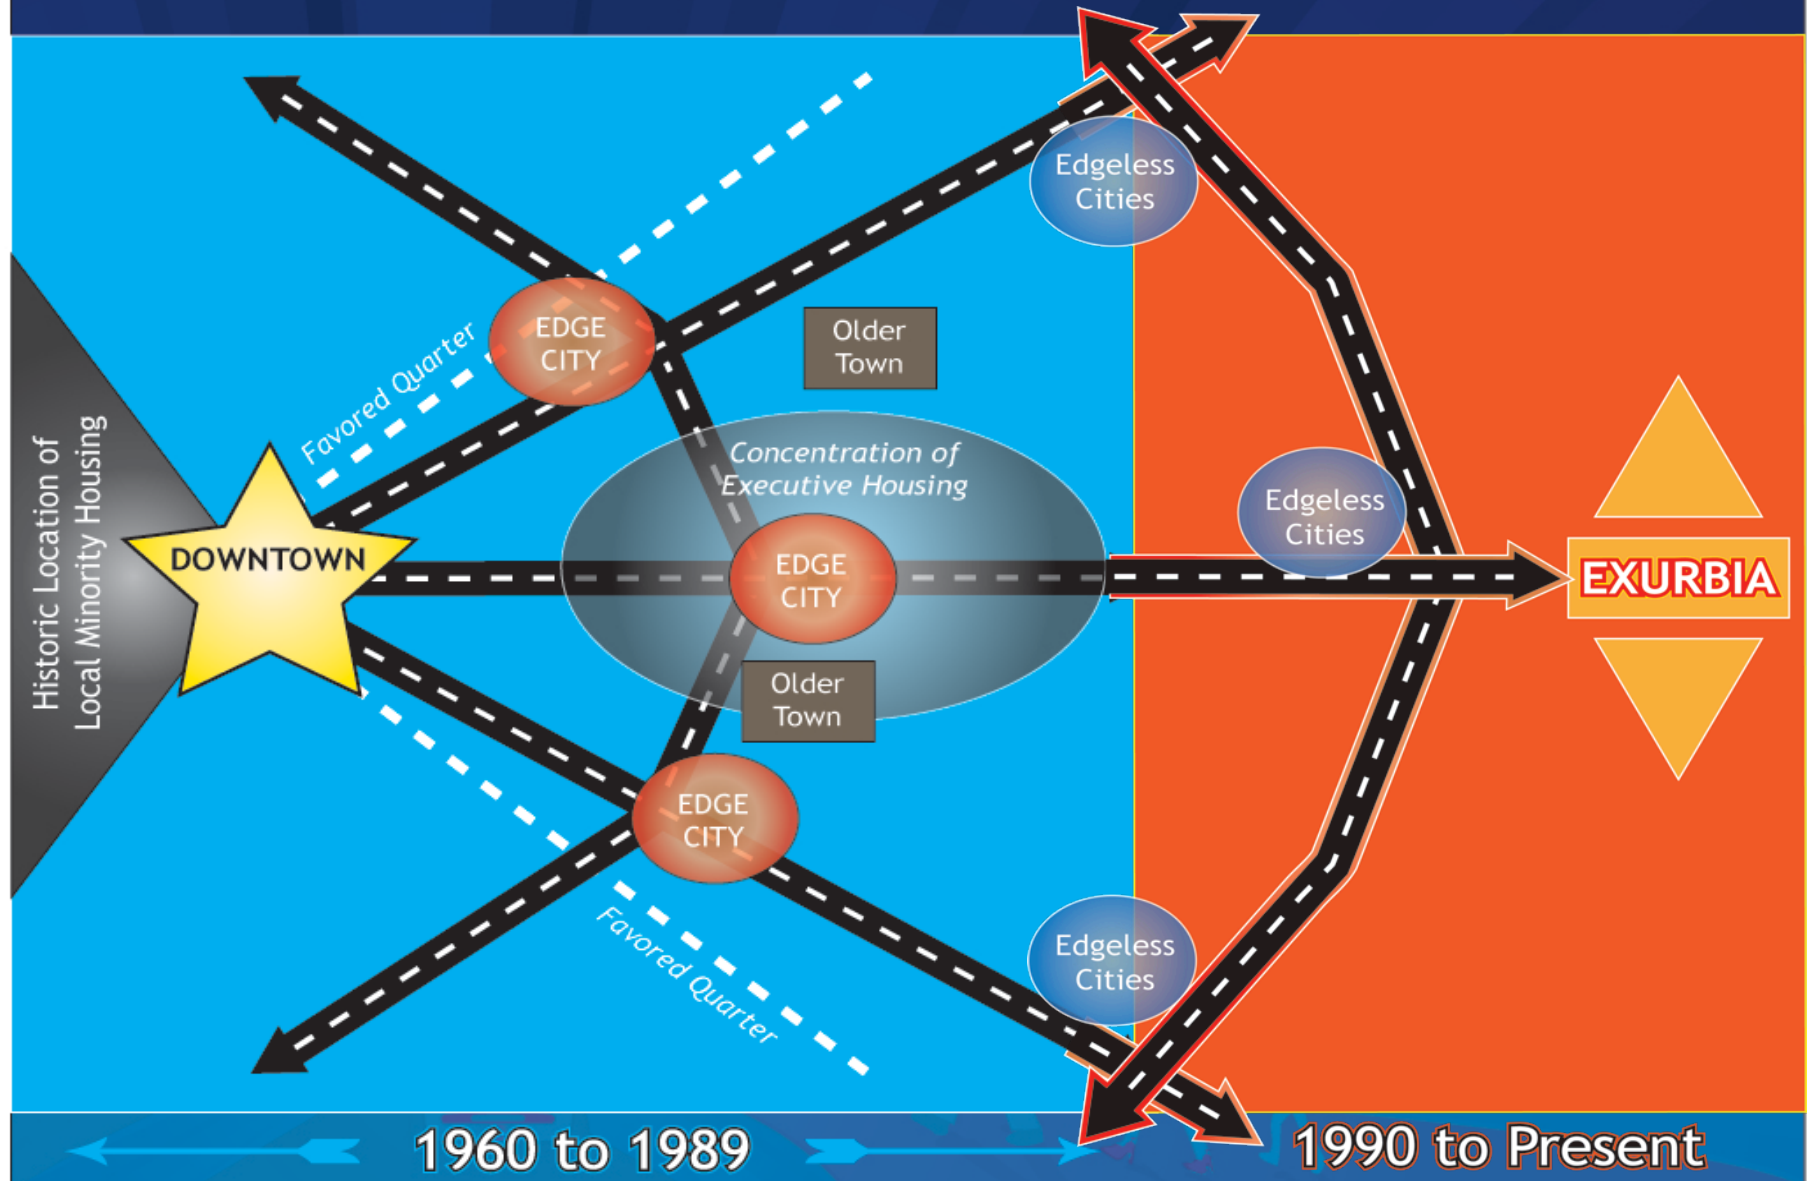 Edgeless
Cities
Favored Quarter
EDGE
CITY
Older
Town
Historic Location of
Local Minority Housing
Concentration of
Executive Housing
DOWNTOWN
EDGE
CITY
Edgeless
Cities
EXURBIA
Older
Town
EDGE
CITY
Favored Quarter
Edgeless
Cities
1960 to 1989
1990 to Present